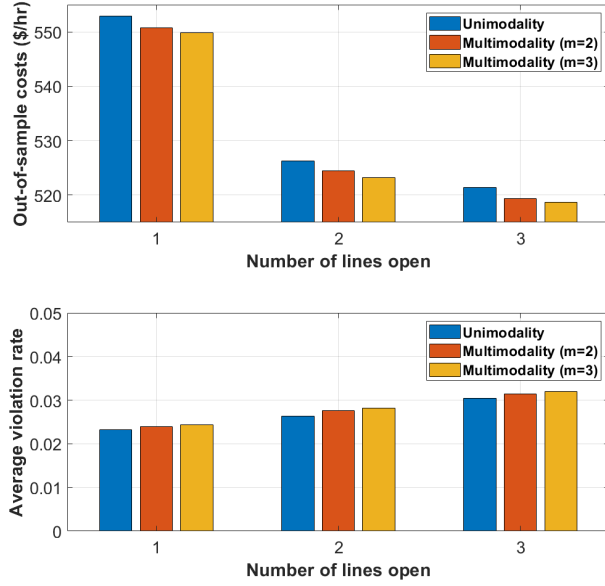 Out-of-sample costs ($/hr)
550
540
530
520
Unimodality
Multimodality (m=2)
Multimodality (m=3)
1
2
3
Number of lines open
Average violation rate
0.05
0.04
0.03
0.02
0.01
0
Unimodality
Multimodality (m=2)
Multimodality (m=3)
1
2
3
Number of lines open